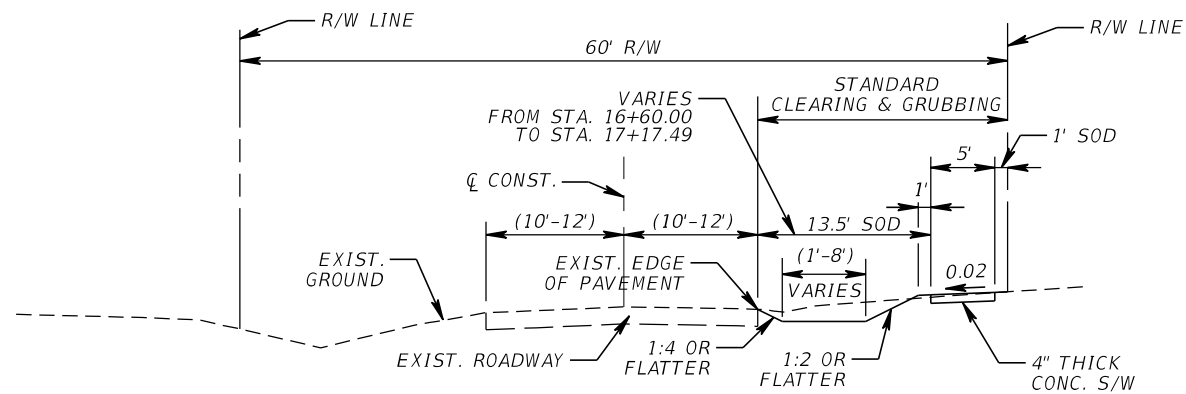 R/W LINE
R/W LINE
60' R/W
STANDARD
CLEARING & GRUBBING
VARIES
FROM STA. 16+60.00
TO STA. 17+17.49
1' SOD
5'
℄ CONST.
1'
(10'-12')
(10'-12')
13.5' SOD
(1'-8')
VARIES
EXIST.
GROUND
EXIST. EDGE
OF PAVEMENT
0.02
EXIST. ROADWAY
1:4 OR
FLATTER
1:2 OR
FLATTER
4" THICK
CONC. S/W